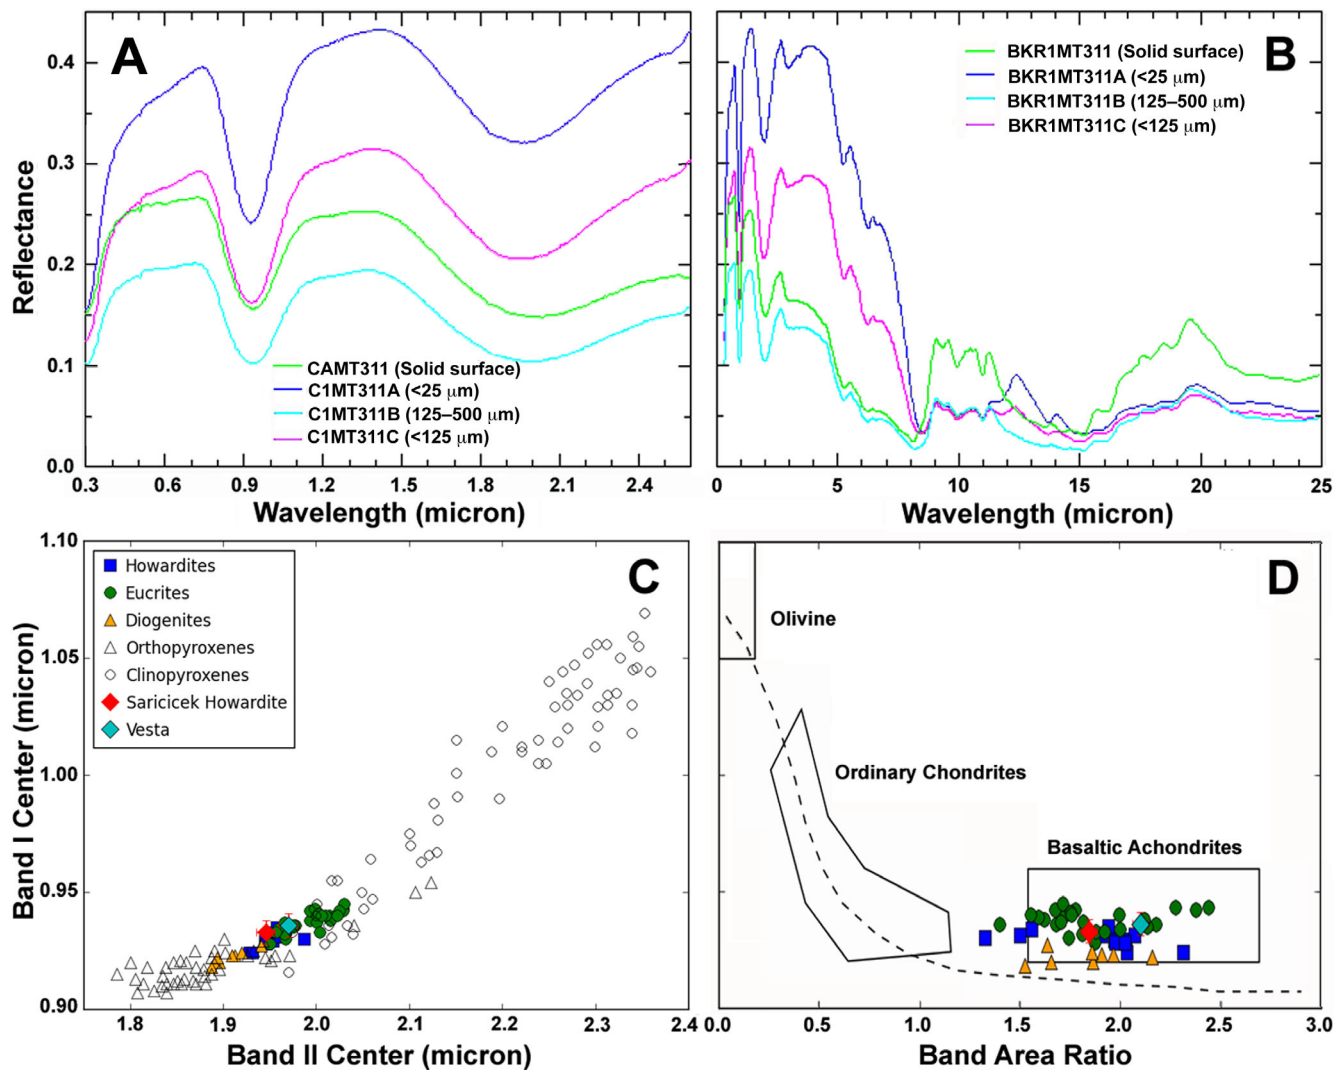 A
0.4
0.3
0.2
0.1
0.0
Reflectance
CAMT311 (Solid surface)
C1MT311A (<25 μm)
C1MT311B (125–500 μm)
C1MT311C (<125 μm)
0.3 0.6 0.9 1.2 1.5 1.8 2.1 2.4
Wavelength (micron)
B
BKR1MT311 (Solid surface)
BKR1MT311A (<25 μm)
BKR1MT311B (125–500 μm)
BKR1MT311C (<125 μm)
0 5 10 15 20 25
Wavelength (micron)
C
1.10
1.05
1.00
0.95
0.90
Band I Center (micron)
Howardites
Eucrites
Diogenites
Orthopyroxenes
Clinopyroxenes
Saricicek Howardite
Vesta
1.8 1.9 2.0 2.1 2.2 2.3 2.4
Band II Center (micron)
D
Olivine
Ordinary Chondrites
Basaltic Achondrites
0.0 0.5 1.0 1.5 2.0 2.5 3.0
Band Area Ratio